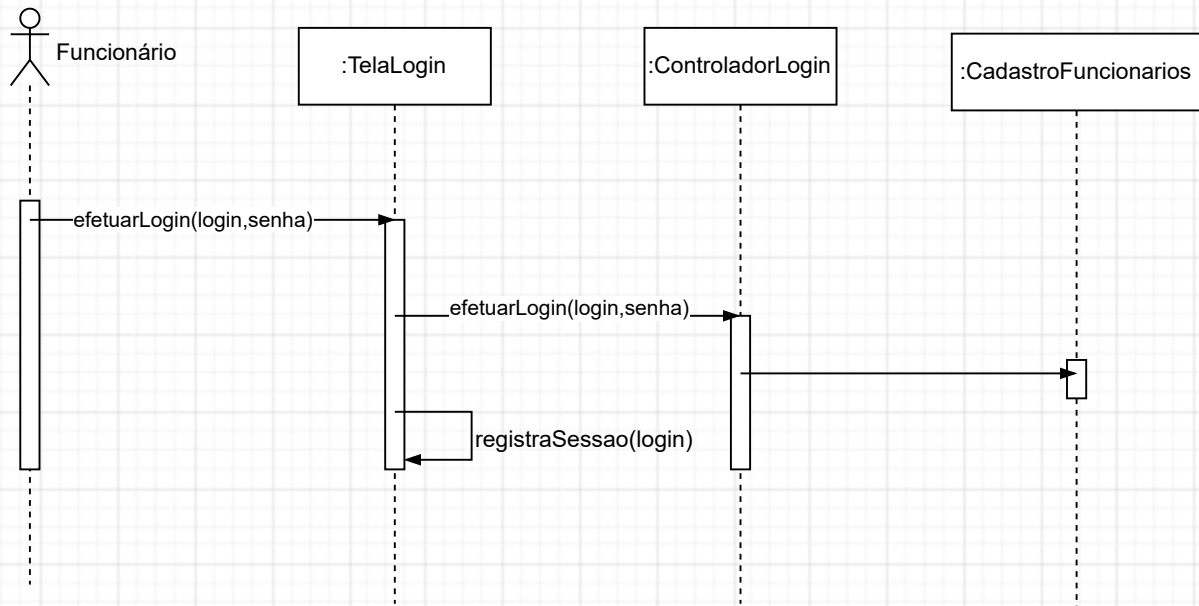 Funcionário
:TelaLogin
:ControladorLogin
:CadastroFuncionarios
efetuarLogin(login,senha)
efetuarLogin(login,senha)
registraSessao(login)